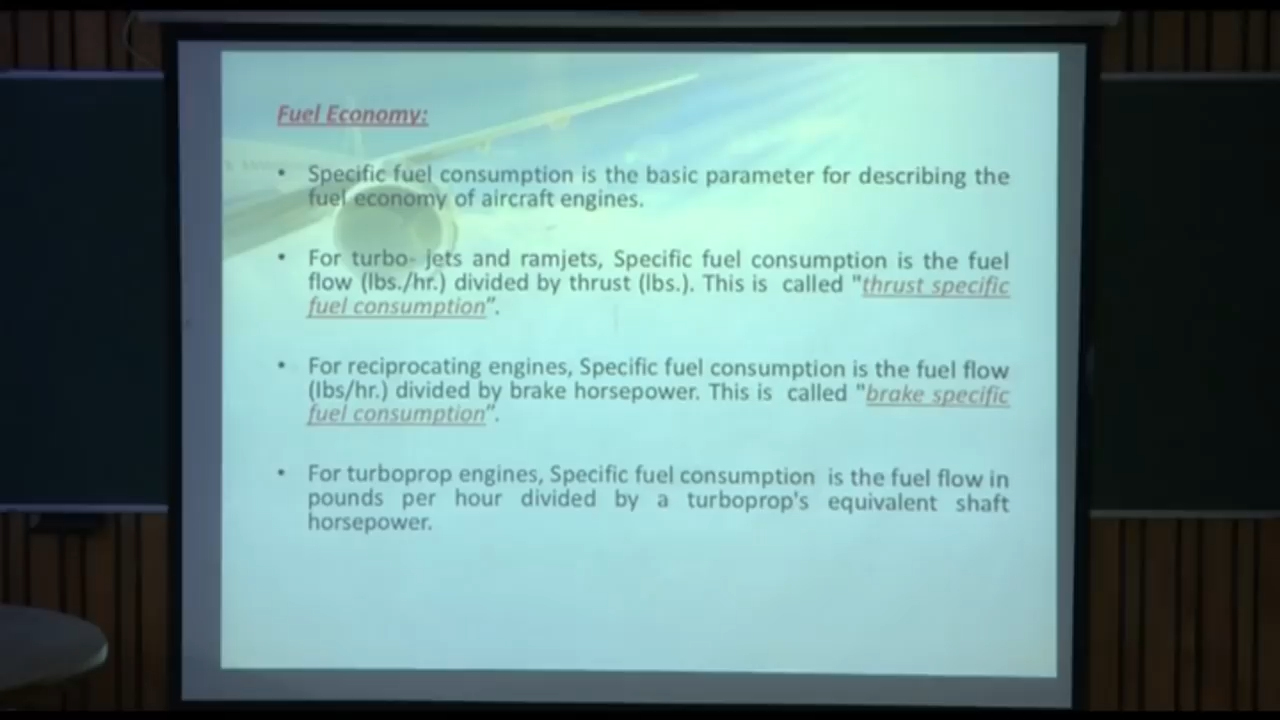 Fuel Economy:
• Specific fuel consumption is the basic parameter for describing the
fuel economy of aircraft engines.
• For turbo- jets and ramjets, Specific fuel consumption is the fuel
flow (lbs./hr.) divided by thrust (lbs.). This is called "thrust specific
fuel consumption".
• For reciprocating engines, Specific fuel consumption is the fuel flow
(lbs/hr.) divided by brake horsepower. This is called "brake specific
fuel consumption".
• For turboprop engines, Specific fuel consumption is the fuel flow in
pounds per hour divided by a turboprop's equivalent shaft
horsepower.